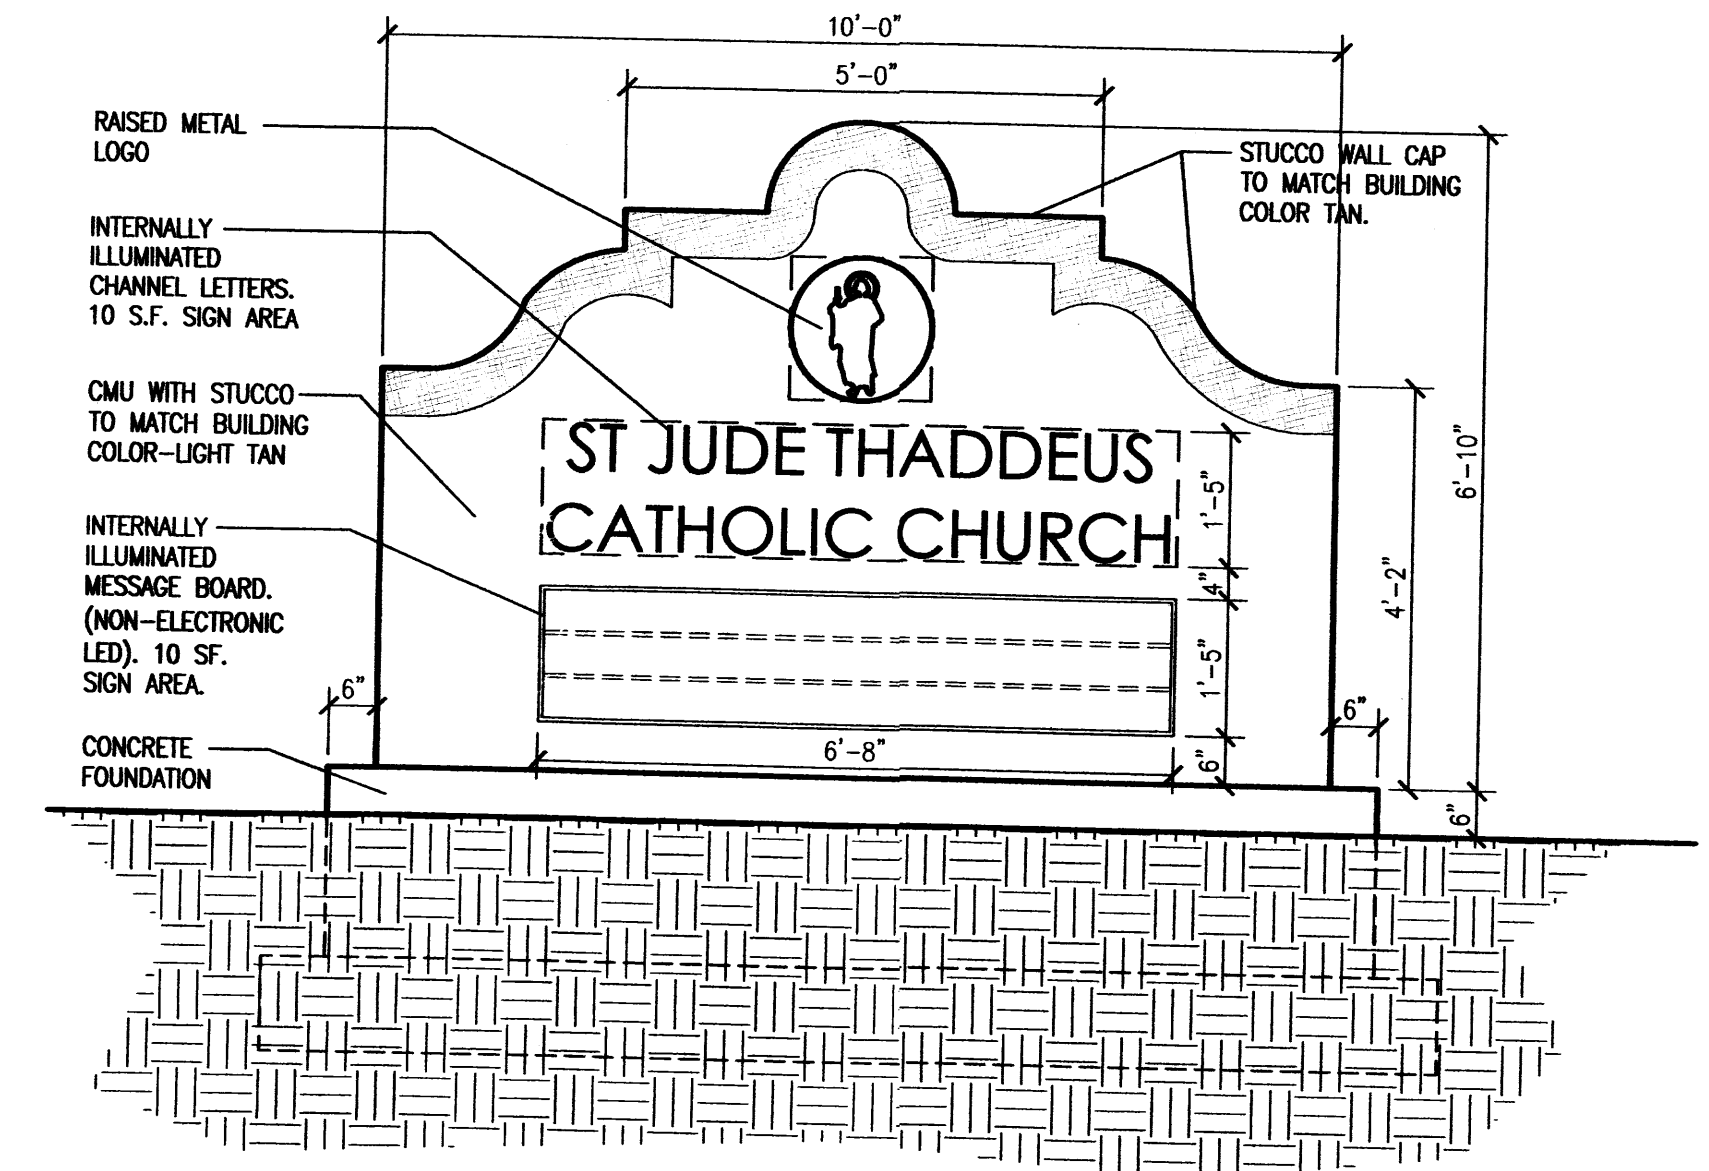 10'-0"
5'-0"
RAISED METAL
LOGO
STUCCO WALL CAP
TO MATCH BUILDING
COLOR TAN.
INTERNALLY
ILLUMINATED
CHANNEL LETTERS.
10 S.F. SIGN AREA
CMU WITH STUCCO
TO MATCH BUILDING
COLOR-LIGHT TAN
ST JUDE THADDEUS
CATHOLIC CHURCH
1'-5"
6'-10"
INTERNALLY
ILLUMINATED
MESSAGE BOARD.
(NON-ELECTRONIC
LED). 10 SF.
SIGN AREA.
4"
4'-2"
1'-5"
6"
6"
CONCRETE
FOUNDATION
6'-8"
6"
6"